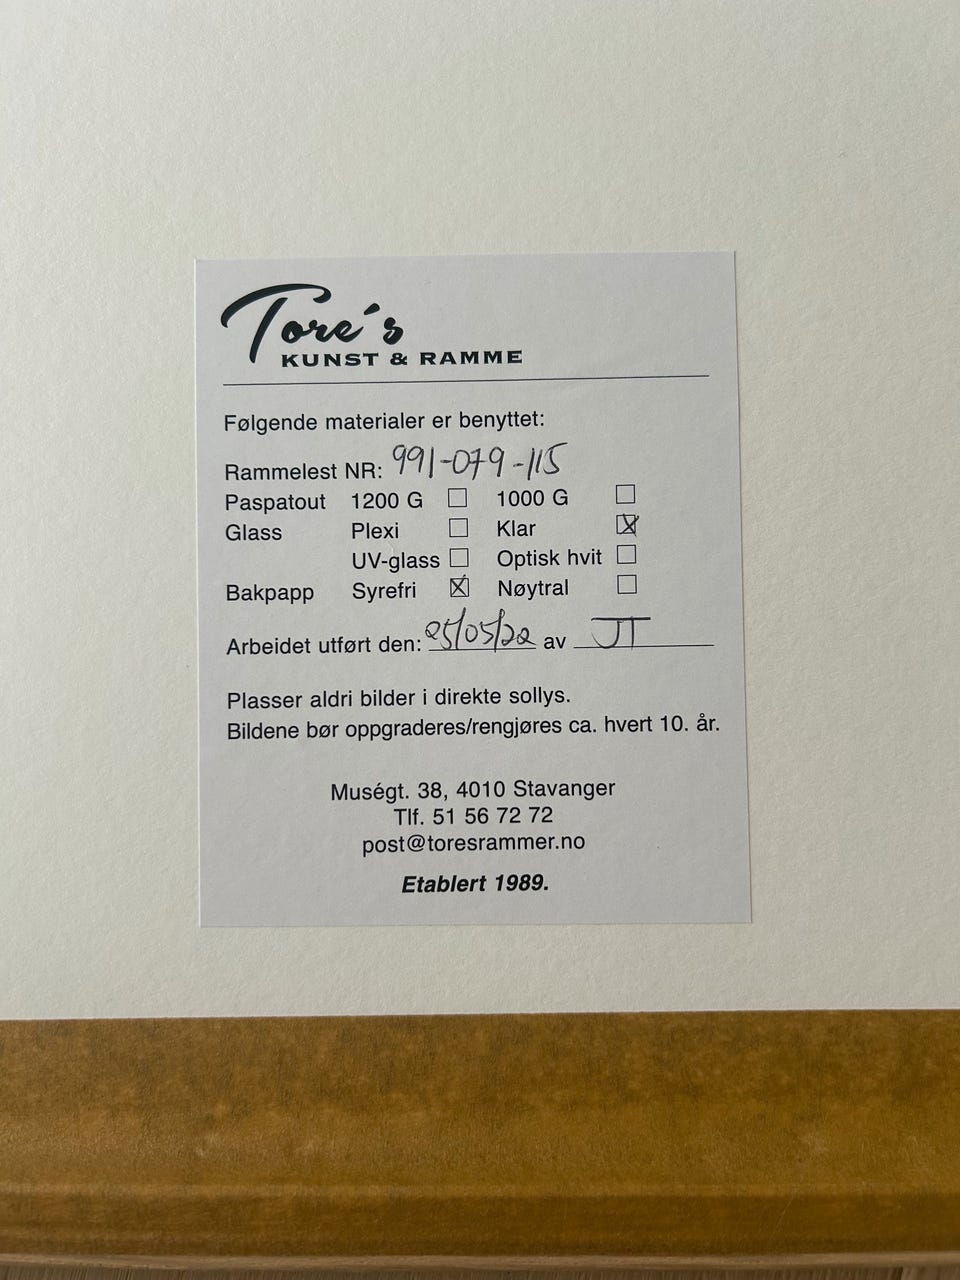 Tore´s
KUNST & RAMME
Følgende materialer er benyttet:
Rammelest NR: 991-079-115
Paspatout 1200 G ☐ 1000 G ☐
Glass Plexi ☐ Klar ☒
UV-glass ☐ Optisk hvit ☐
Bakpapp Syrefri ☒ Nøytral ☐
Arbeidet utført den: 25/05/22 av JT
Plasser aldri bilder i direkte sollys.
Bildene bør oppgraderes/rengjøres ca. hvert 10. år.
Muségt. 38, 4010 Stavanger
Tlf. 51 56 72 72
post@toresrammer.no
Etablert 1989.